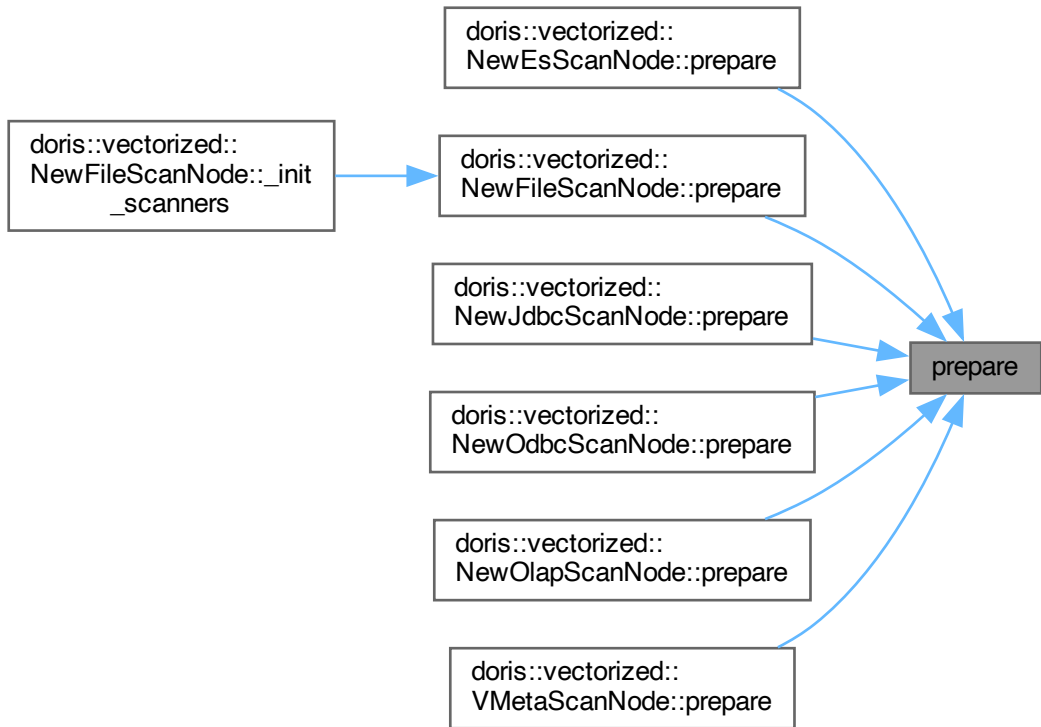 doris::vectorized::
NewEsScanNode::prepare
doris::vectorized::
NewFileScanNode::_init
_scanners
doris::vectorized::
NewFileScanNode::prepare
doris::vectorized::
NewJdbcScanNode::prepare
prepare
doris::vectorized::
NewOdbcScanNode::prepare
doris::vectorized::
NewOlapScanNode::prepare
doris::vectorized::
VMetaScanNode::prepare